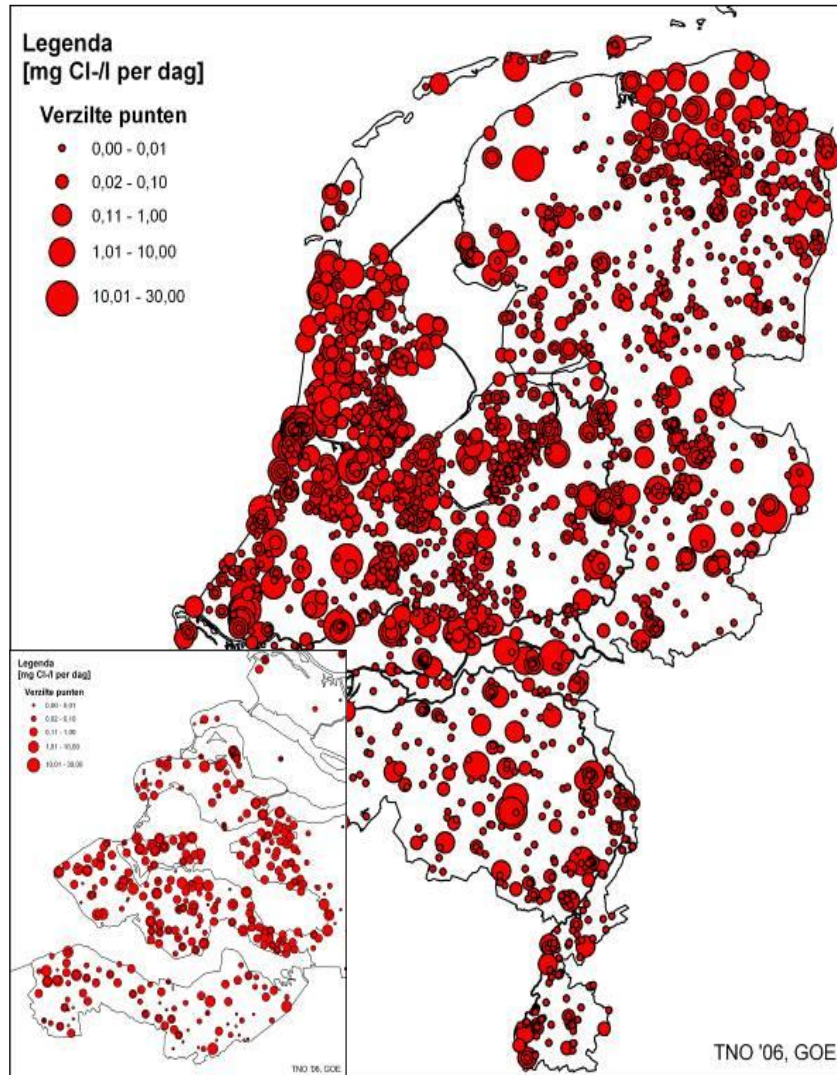 Legenda
[mg Cl-/l per dag]
Verzilte punten
0,00 - 0,01
0,02 - 0,10
0,11 - 1,00
1,01 - 10,00
10,01 - 30,00
Legenda
[mg Cl-/l per dag]
Verzilte punten
0,00 - 0,01
0,02 - 0,10
0,11 - 1,00
1,01 - 10,00
10,01 - 30,00
TNO '06, GOE
TNO '06, GOE